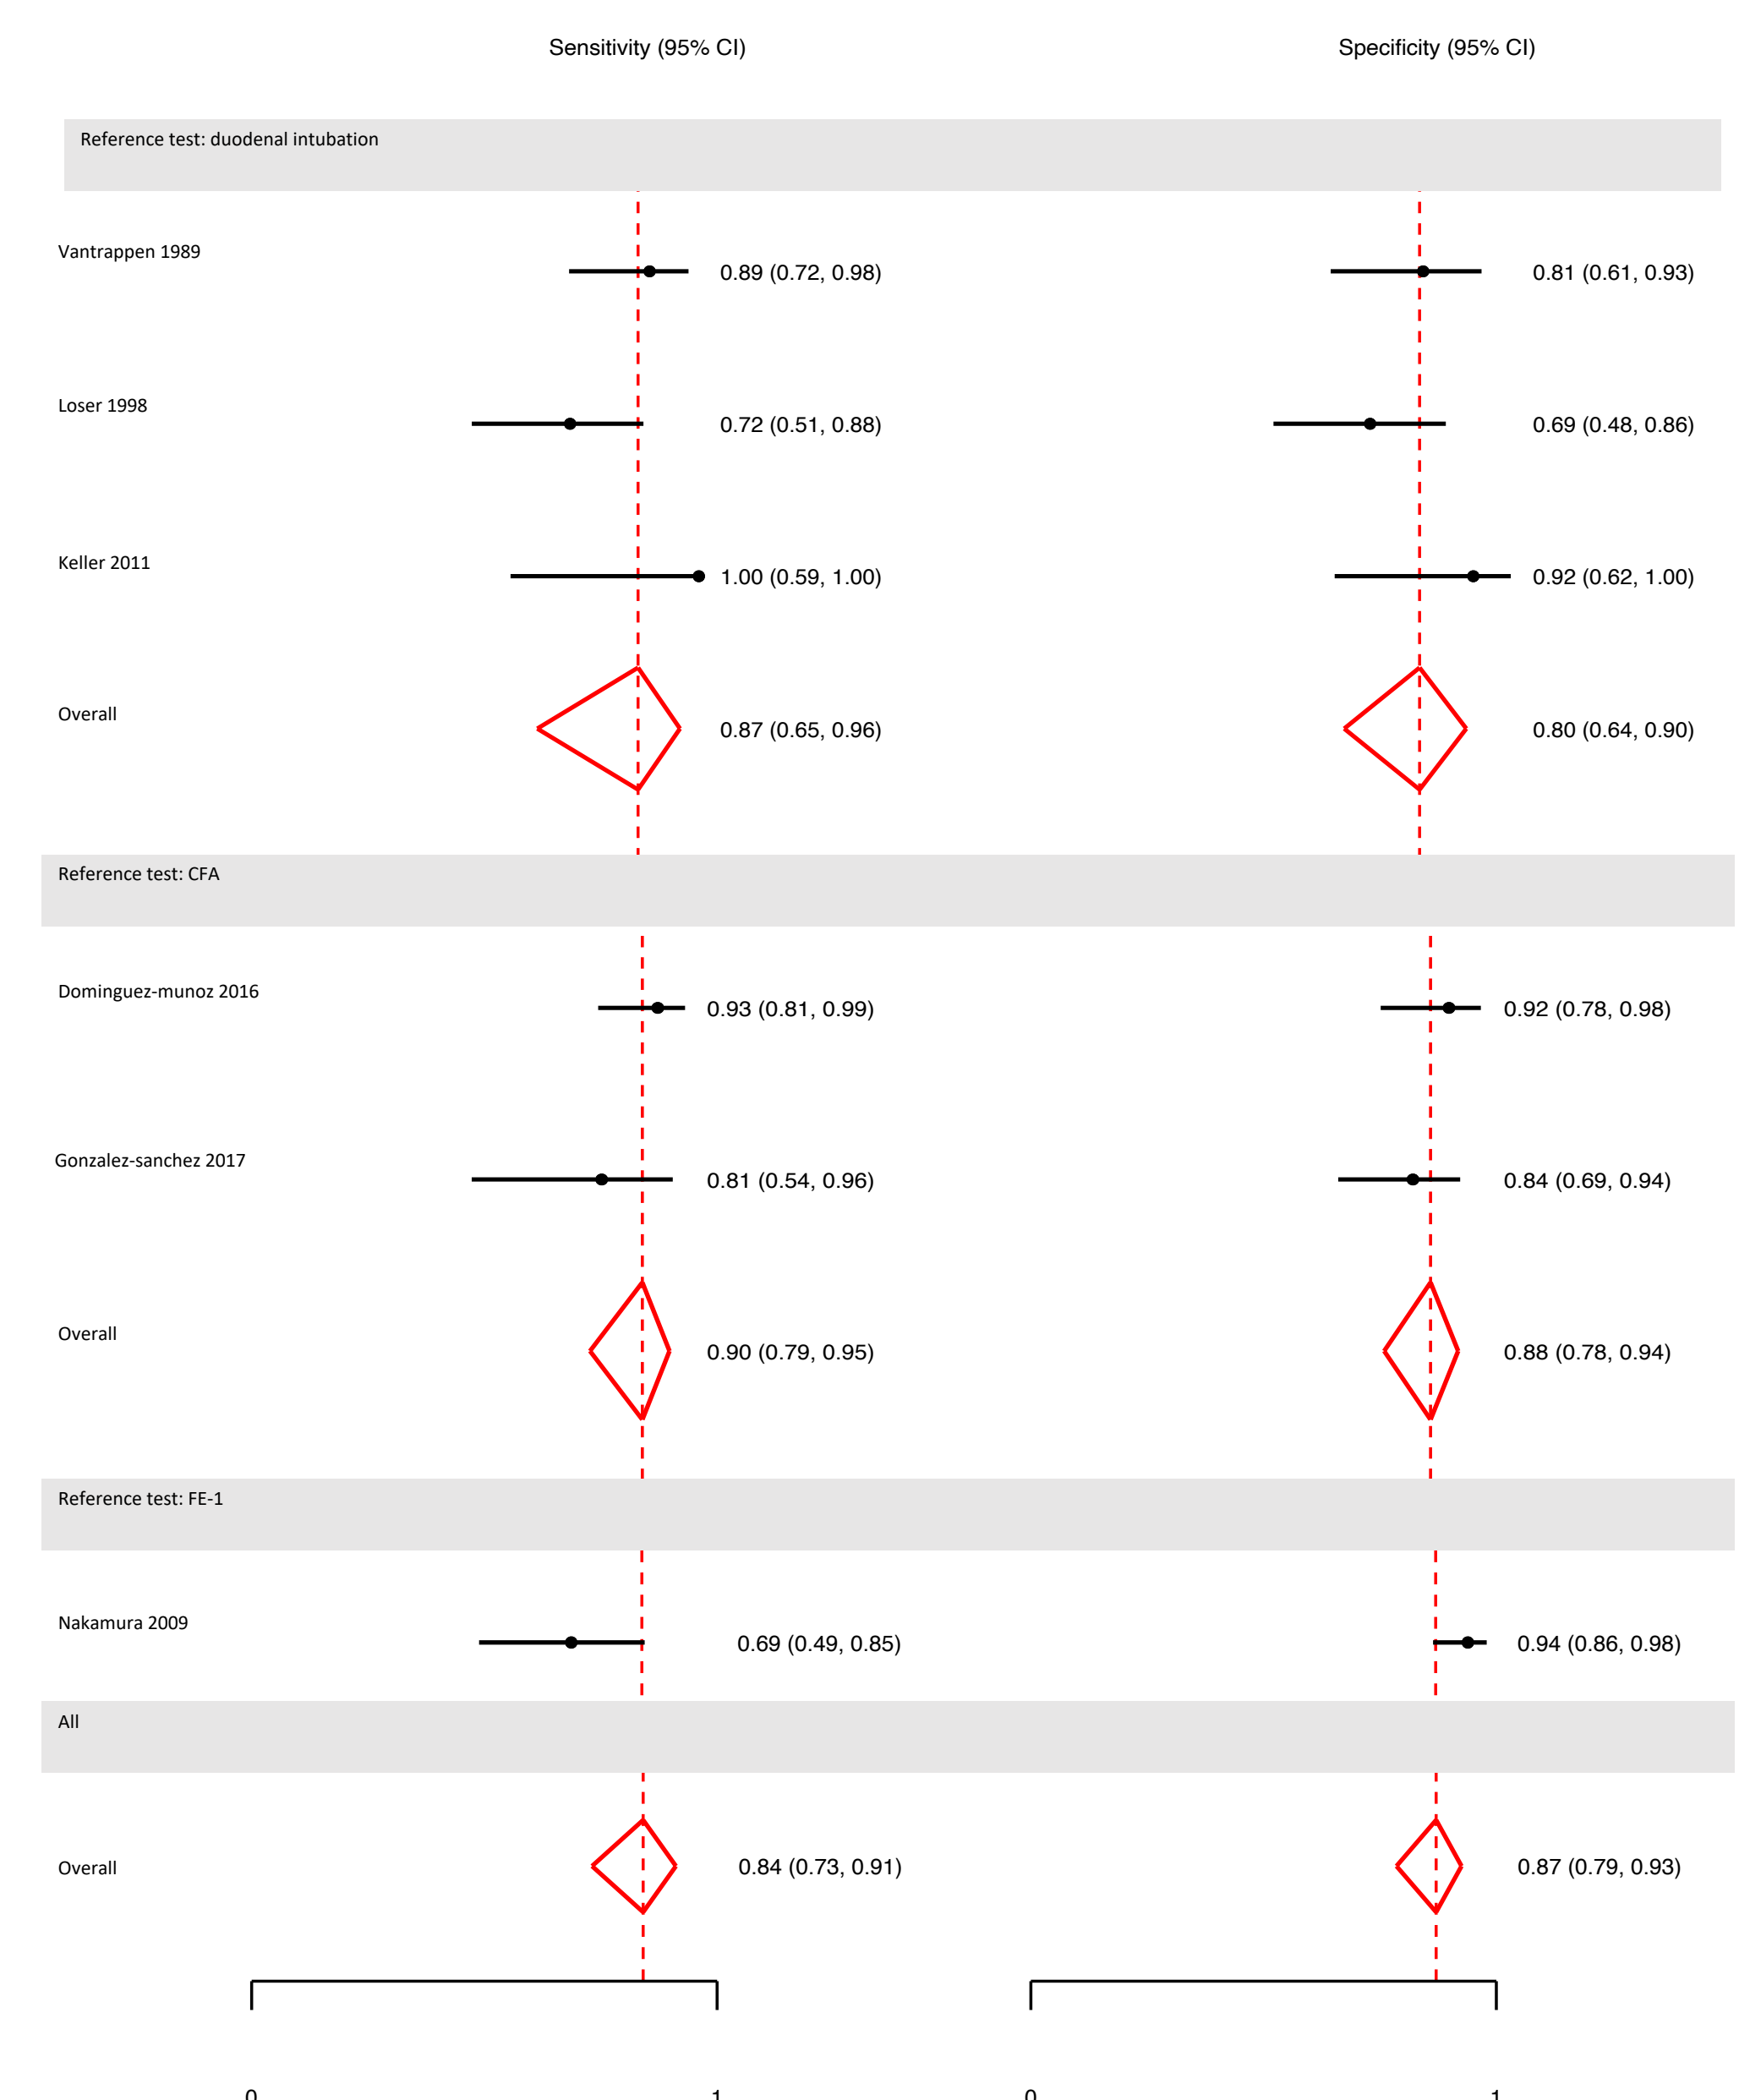 Sensitivity (95% CI) Specificity (95% CI)
Reference test: duodenal intubation
Vantrappen 1989 0.89 (0.72, 0.98) 0.81 (0.61, 0.93)
Loser 1998 0.72 (0.51, 0.88) 0.69 (0.48, 0.86)
Keller 2011 1.00 (0.59, 1.00) 0.92 (0.62, 1.00)
Overall 0.87 (0.65, 0.96) 0.80 (0.64, 0.90)
Reference test: CFA
Dominguez-munoz 2016 0.93 (0.81, 0.99) 0.92 (0.78, 0.98)
Gonzalez-sanchez 2017 0.81 (0.54, 0.96) 0.84 (0.69, 0.94)
Overall 0.90 (0.79, 0.95) 0.88 (0.78, 0.94)
Reference test: FE-1
Nakamura 2009 0.69 (0.49, 0.85) 0.94 (0.86, 0.98)
All
Overall 0.84 (0.73, 0.91) 0.87 (0.79, 0.93)
0 1 0 1